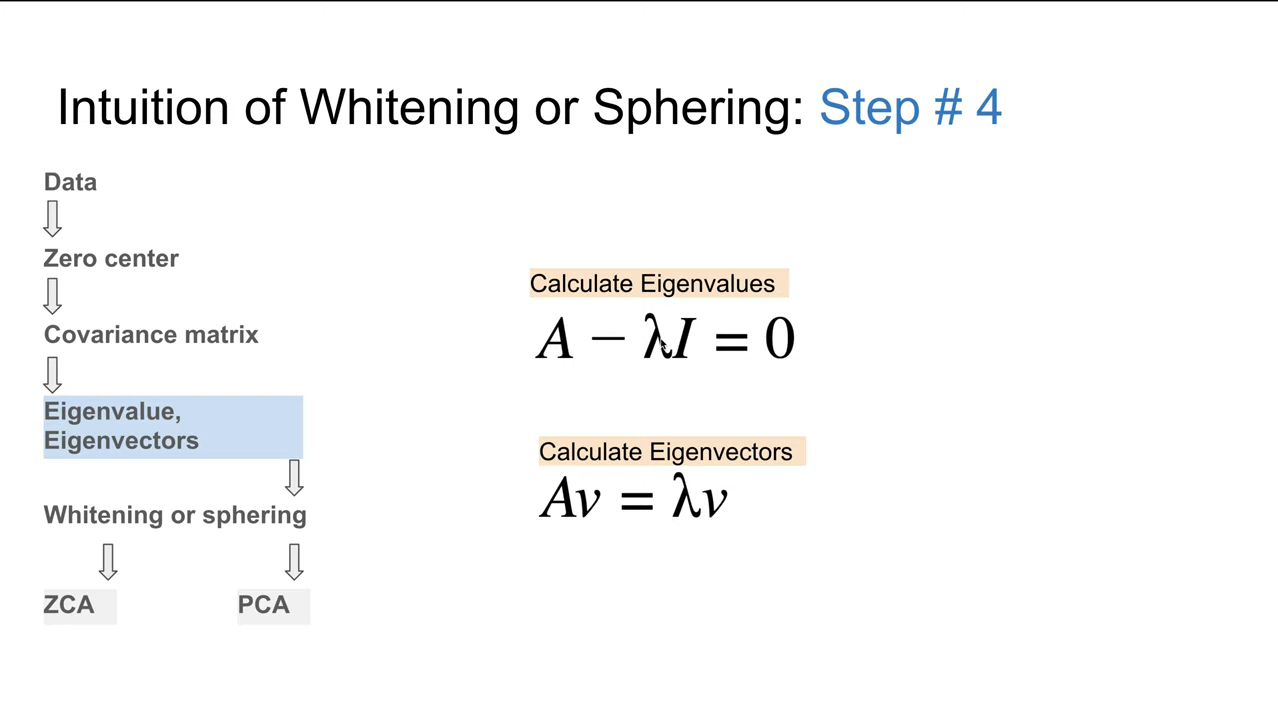 Intuition of Whitening or Sphering: Step # 4
Data
Zero center
Covariance matrix
Eigenvalue,
Eigenvectors
Whitening or sphering
ZCA
PCA
Calculate Eigenvalues
A − λI = 0
Calculate Eigenvectors
Av = λv